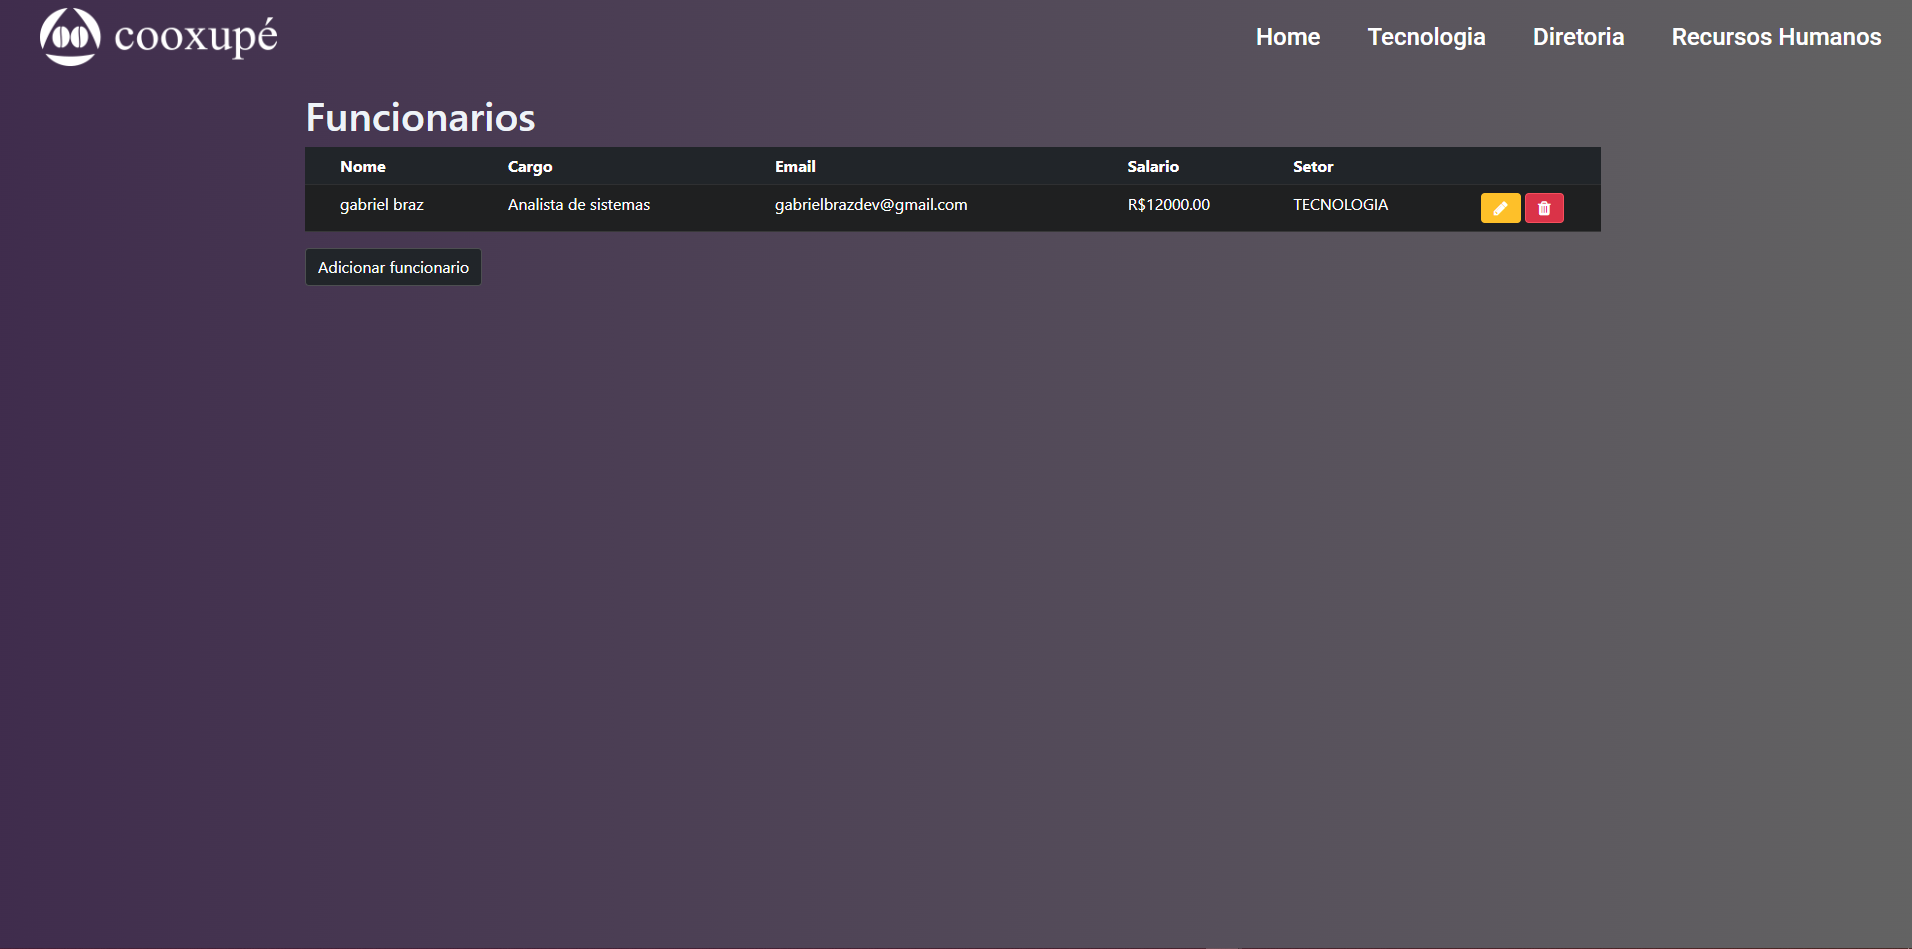 cooxupé
Home Tecnologia Diretoria Recursos Humanos
Funcionarios
Nome Cargo Email Salario Setor
gabriel braz Analista de sistemas gabrielbrazdev@gmail.com R$12000.00 TECNOLOGIA
Adicionar funcionario